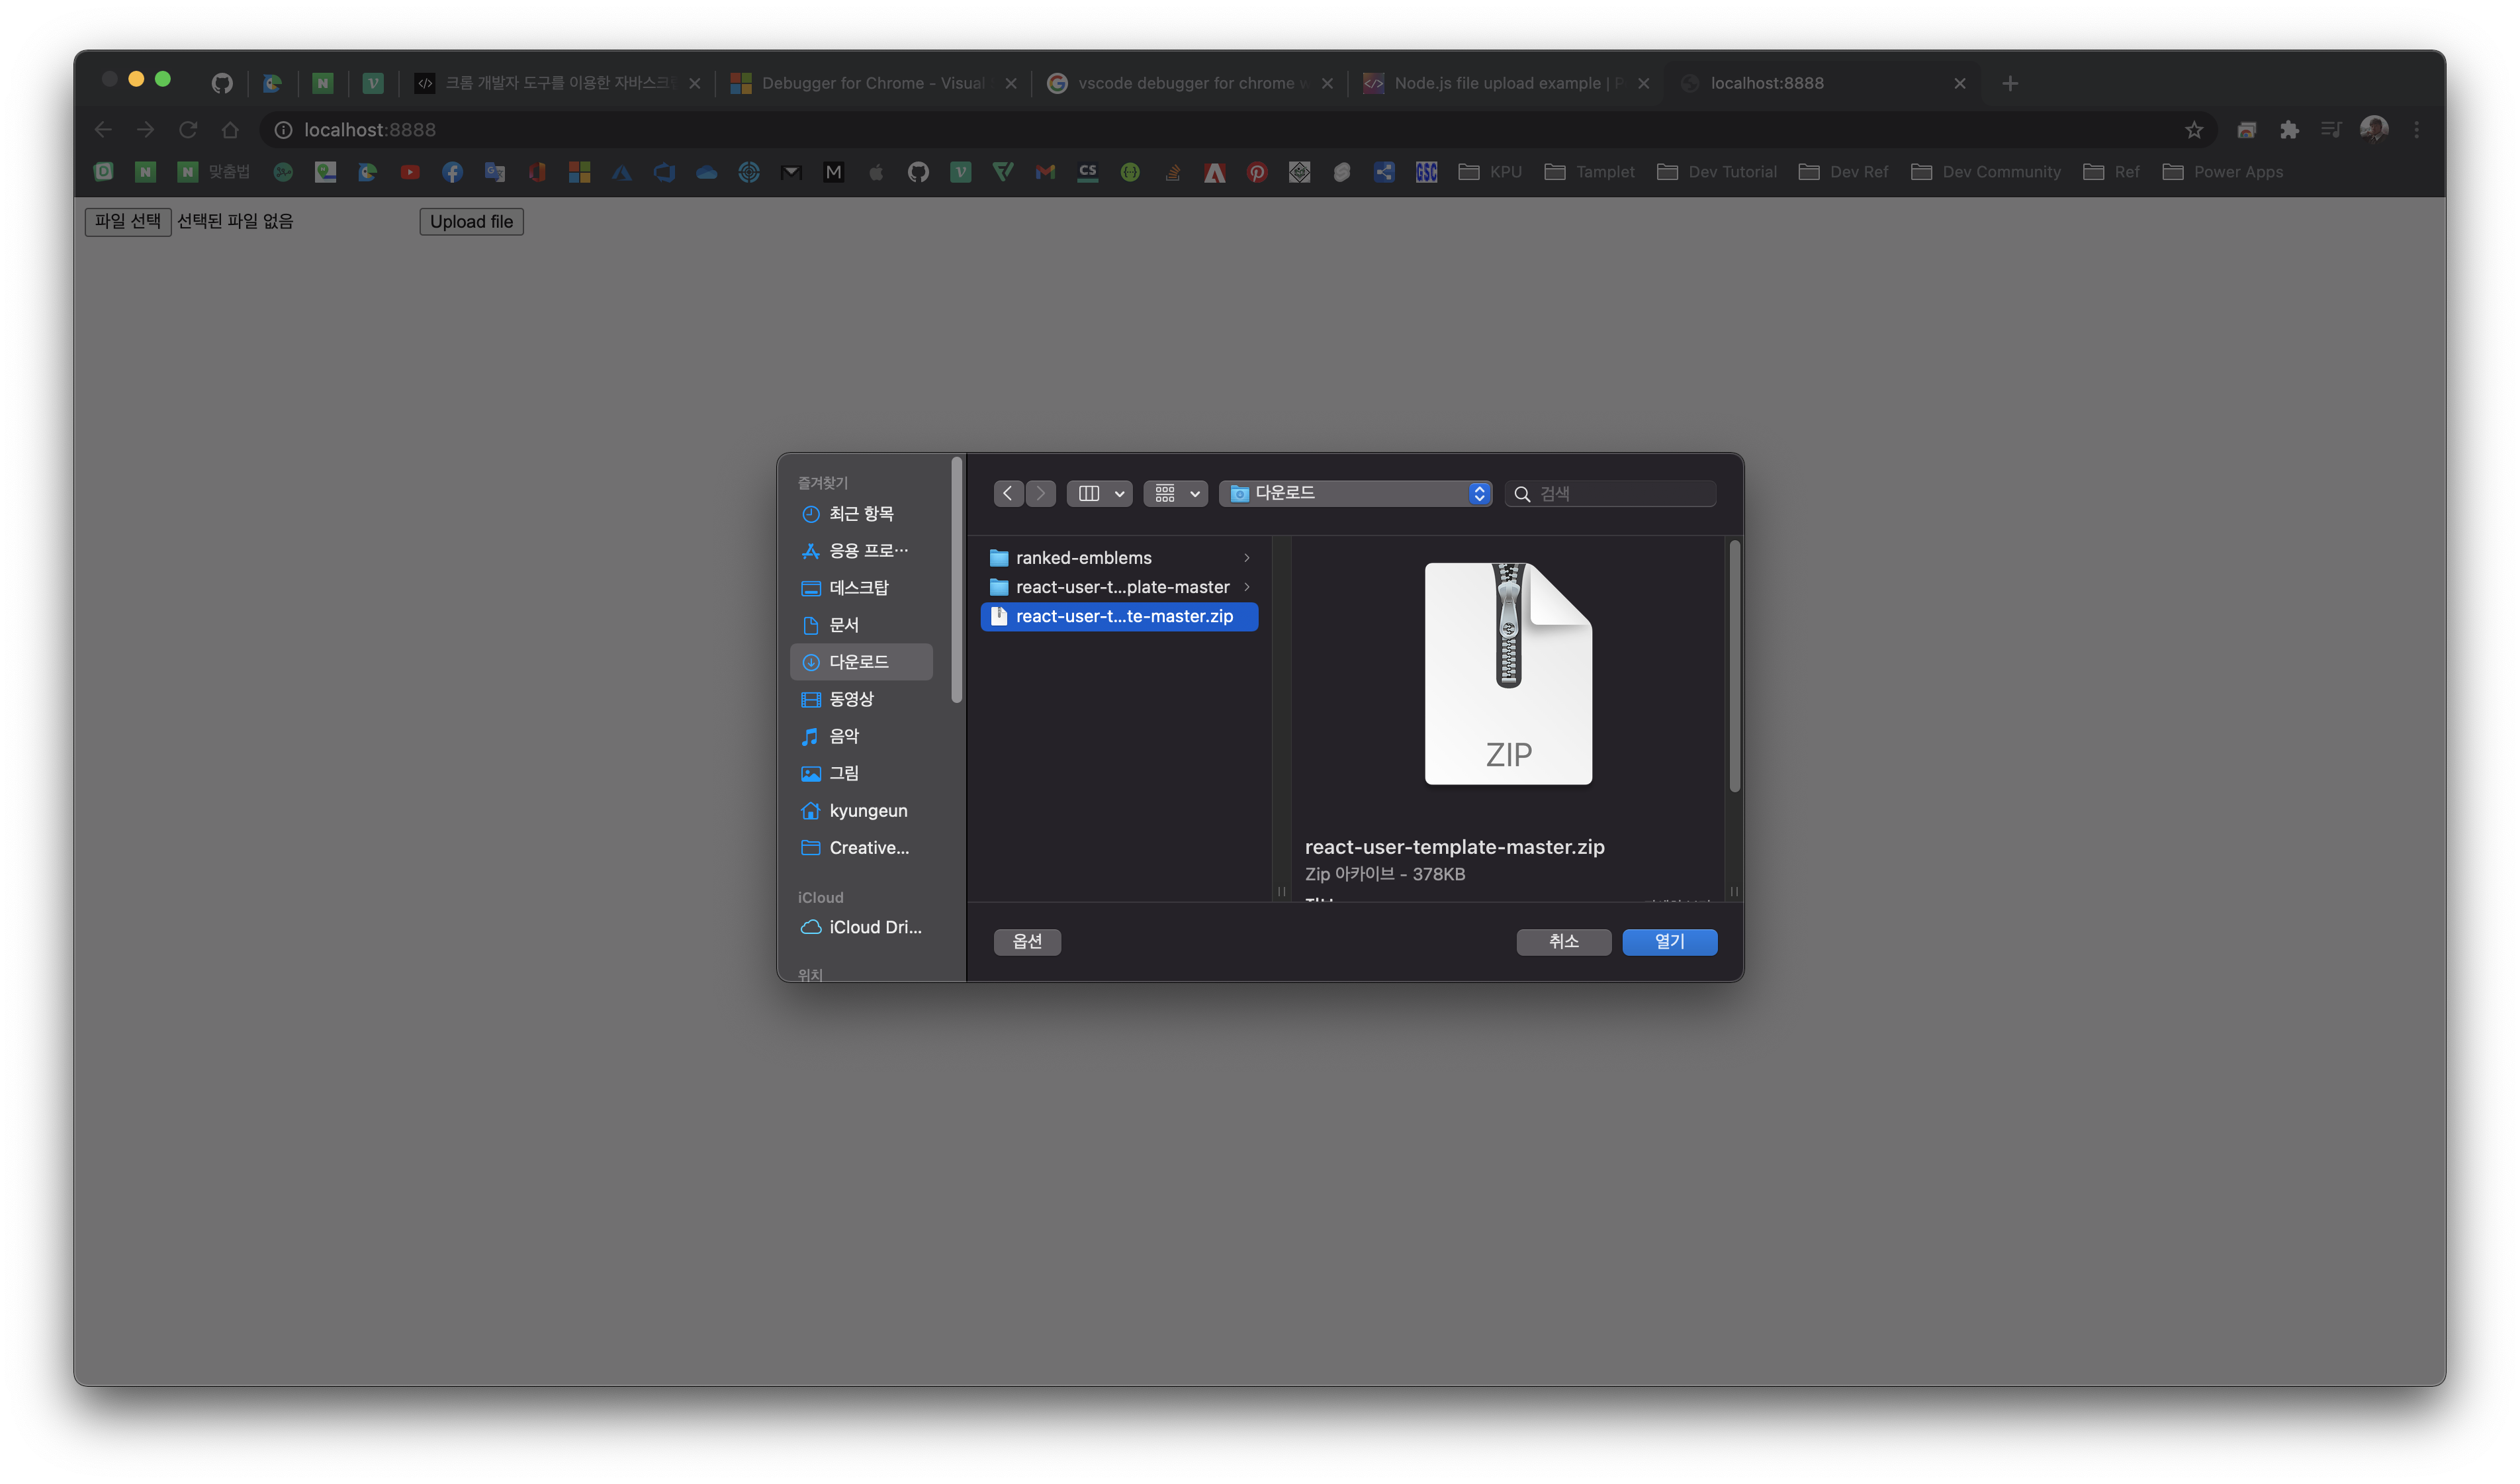 크롬 개발자 도구를 이용한 자바스크
Debugger for Chrome - Visual
vscode debugger for chrome w
Node.js file upload example | P
localhost:8888
localhost:8888
맞춤법
KPU
Tamplet
Dev Tutorial
Dev Ref
Dev Community
Ref
Power Apps
파일 선택 선택된 파일 없음 Upload file
즐겨찾기
최근 항목
응용 프로…
데스크탑
문서
다운로드
동영상
음악
그림
kyungeun
Creative...
iCloud
iCloud Dri...
위치
다운로드
검색
ranked-emblems
react-user-t...plate-master
react-user-t...te-master.zip
ZIP
react-user-template-master.zip
Zip 아카이브 - 378KB
옵션
취소
열기